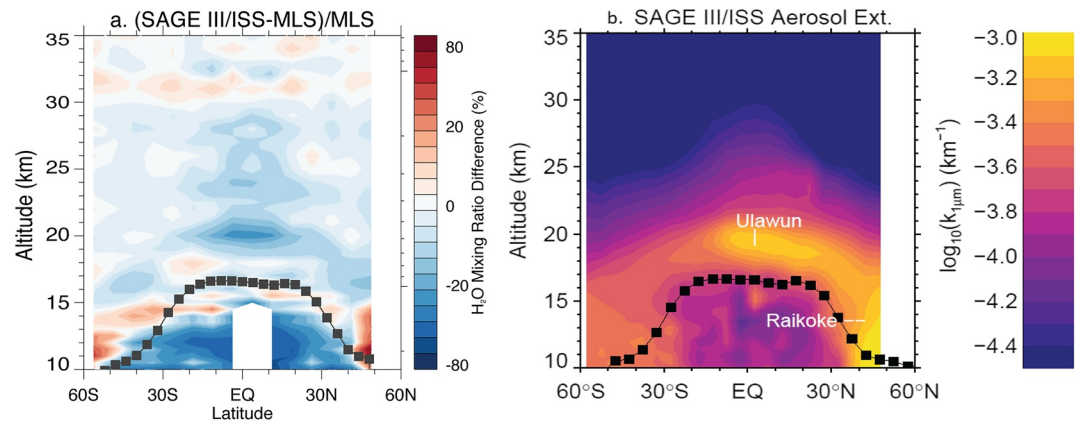 a. (SAGE III/ISS-MLS)/MLS
35
30
25
20
15
10
Altitude (km)
60S
30S
EQ
30N
60N
Latitude
80
20
0
-20
-80
H₂O Mixing Ratio Difference (%)
b. SAGE III/ISS Aerosol Ext.
35
30
25
20
15
10
Altitude (km)
Ulawun
Raikoke
60S
30S
EQ
30N
60°N
−3.0
−3.2
−3.4
−3.6
−3.8
−4.0
−4.2
−4.4
log₁₀(k₁μm) (km⁻¹)